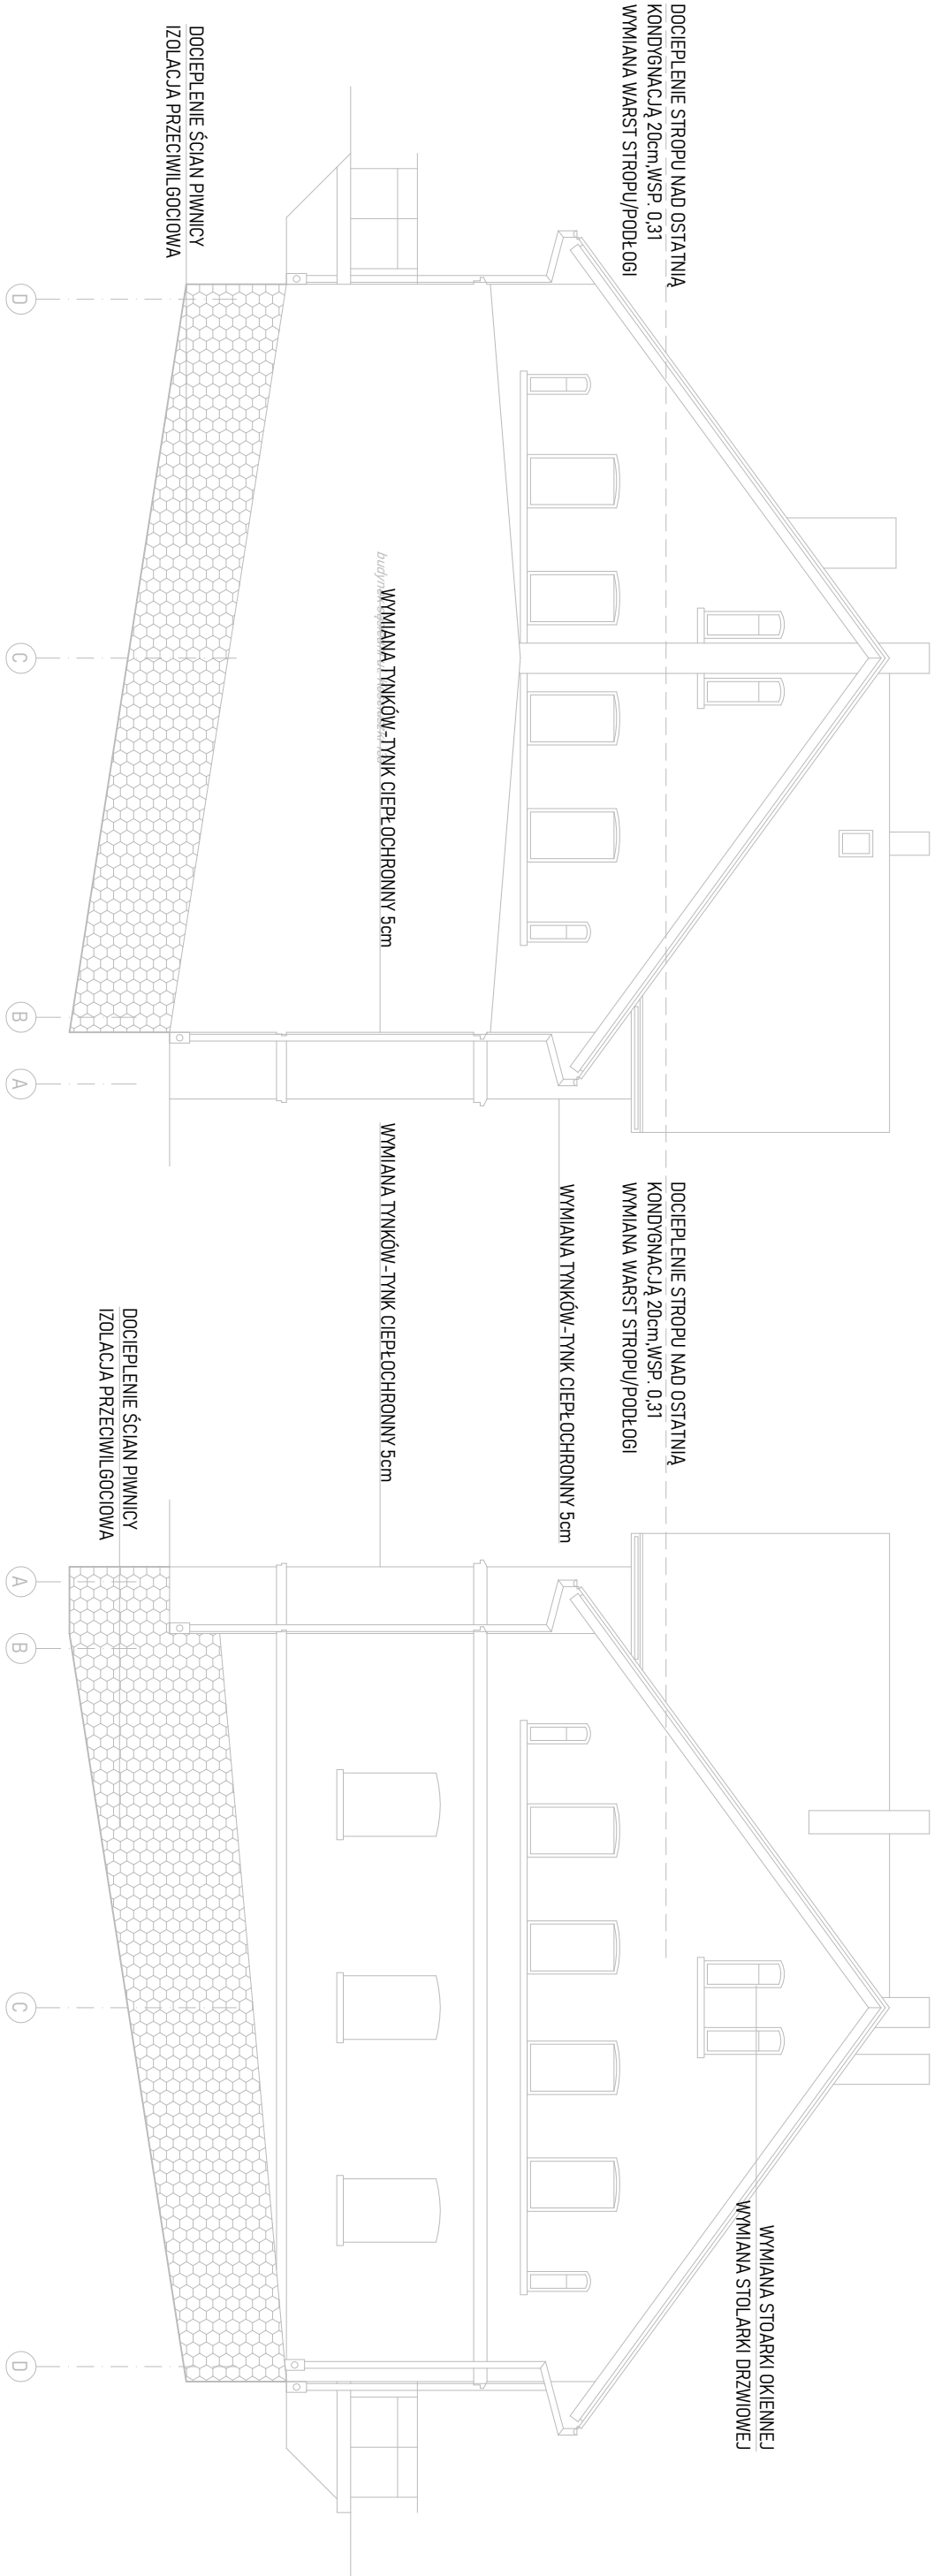 DOCIEPLENIE STROPU NAD OSTATNIĄ
KONDYGNACJĄ 20cm,WSP. 0,31
WYMIANA WARST STROPU/PODŁOGI
WYMIANA TYNKÓW-TYNK CIEPŁOCHRONNY 5cm
DOCIEPLENIE ŚCIAN PIWNICY
IZOLACJA PRZECIWILGOCIOWA
D
C
B
A
DOCIEPLENIE STROPU NAD OSTATNIĄ
KONDYGNACJĄ 20cm,WSP. 0,31
WYMIANA WARST STROPU/PODŁOGI
WYMIANA TYNKÓW-TYNK CIEPŁOCHRONNY 5cm
WYMIANA TYNKÓW-TYNK CIEPŁOCHRONNY 5cm
DOCIEPLENIE ŚCIAN PIWNICY
IZOLACJA PRZECIWILGOCIOWA
WYMIANA STOARKI OKIENNEJ
WYMIANA STOLARKI DRZWIOWEJ
A
B
C
D